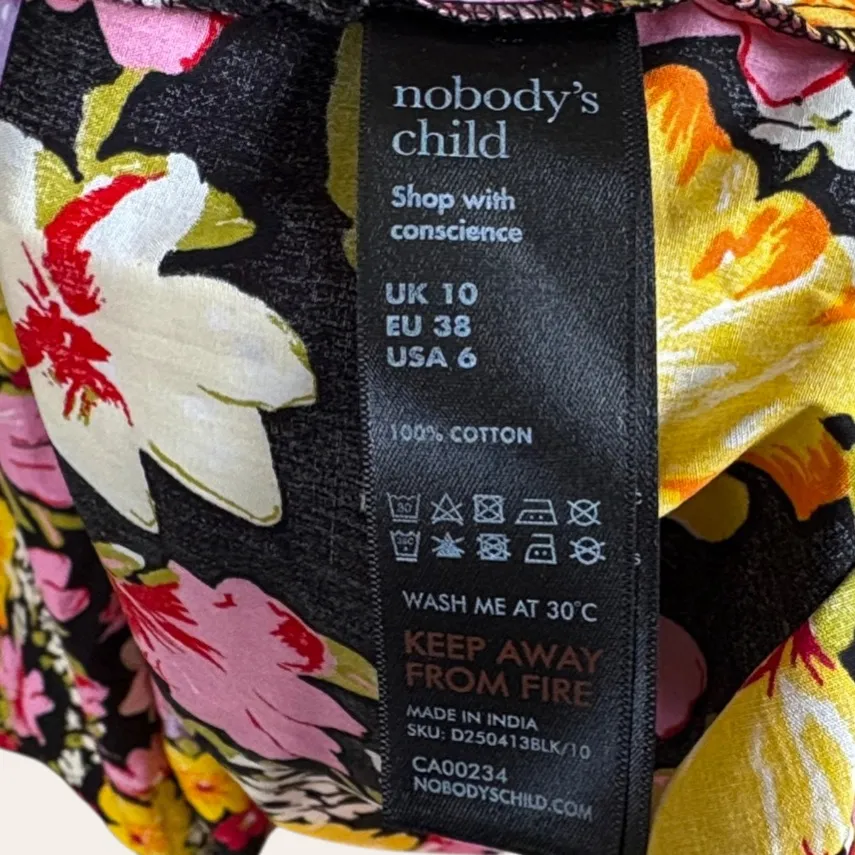 nobody's
child
Shop with
conscience
UK 10
EU 38
USA 6
100% COTTON
30
WASH ME AT 30°C
KEEP AWAY
FROM FIRE
MADE IN INDIA
SKU: D250413BLK/10
CA00234
NOBODYSCHILD.COM